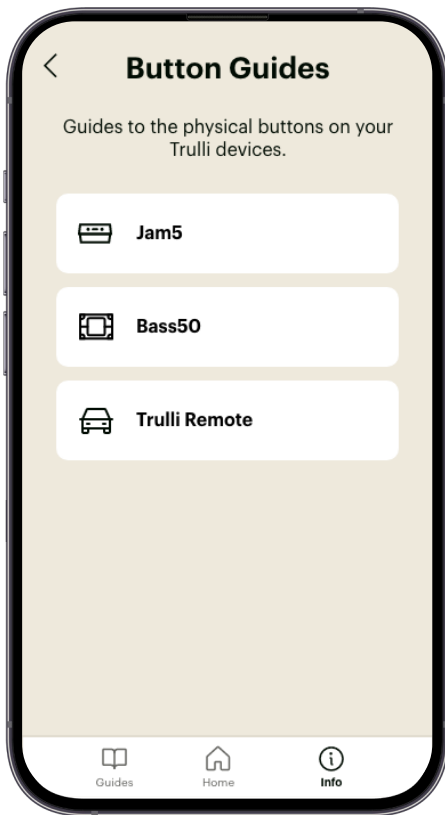 Button Guides
Guides to the physical buttons on your
Trulli devices.
Jam5
Bass50
Trulli Remote
Guides
Home
Info